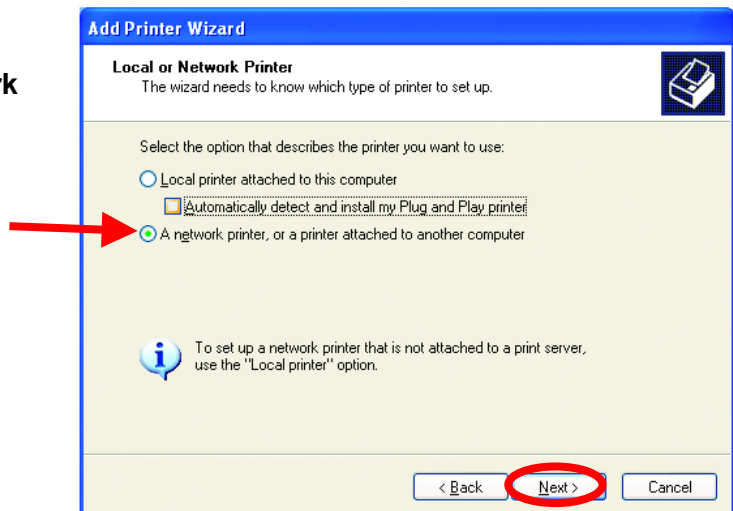 Add Printer Wizard
rk
Local or Network Printer
The wizard needs to know which type of printer to set up.
Select the option that describes the printer you want to use:
Local printer attached to this computer
Automatically detect and install my Plug and Play printer
A network printer, or a printer attached to another computer
To set up a network printer that is not attached to a print server,
use the "Local printer" option.
< Back Next > Cancel